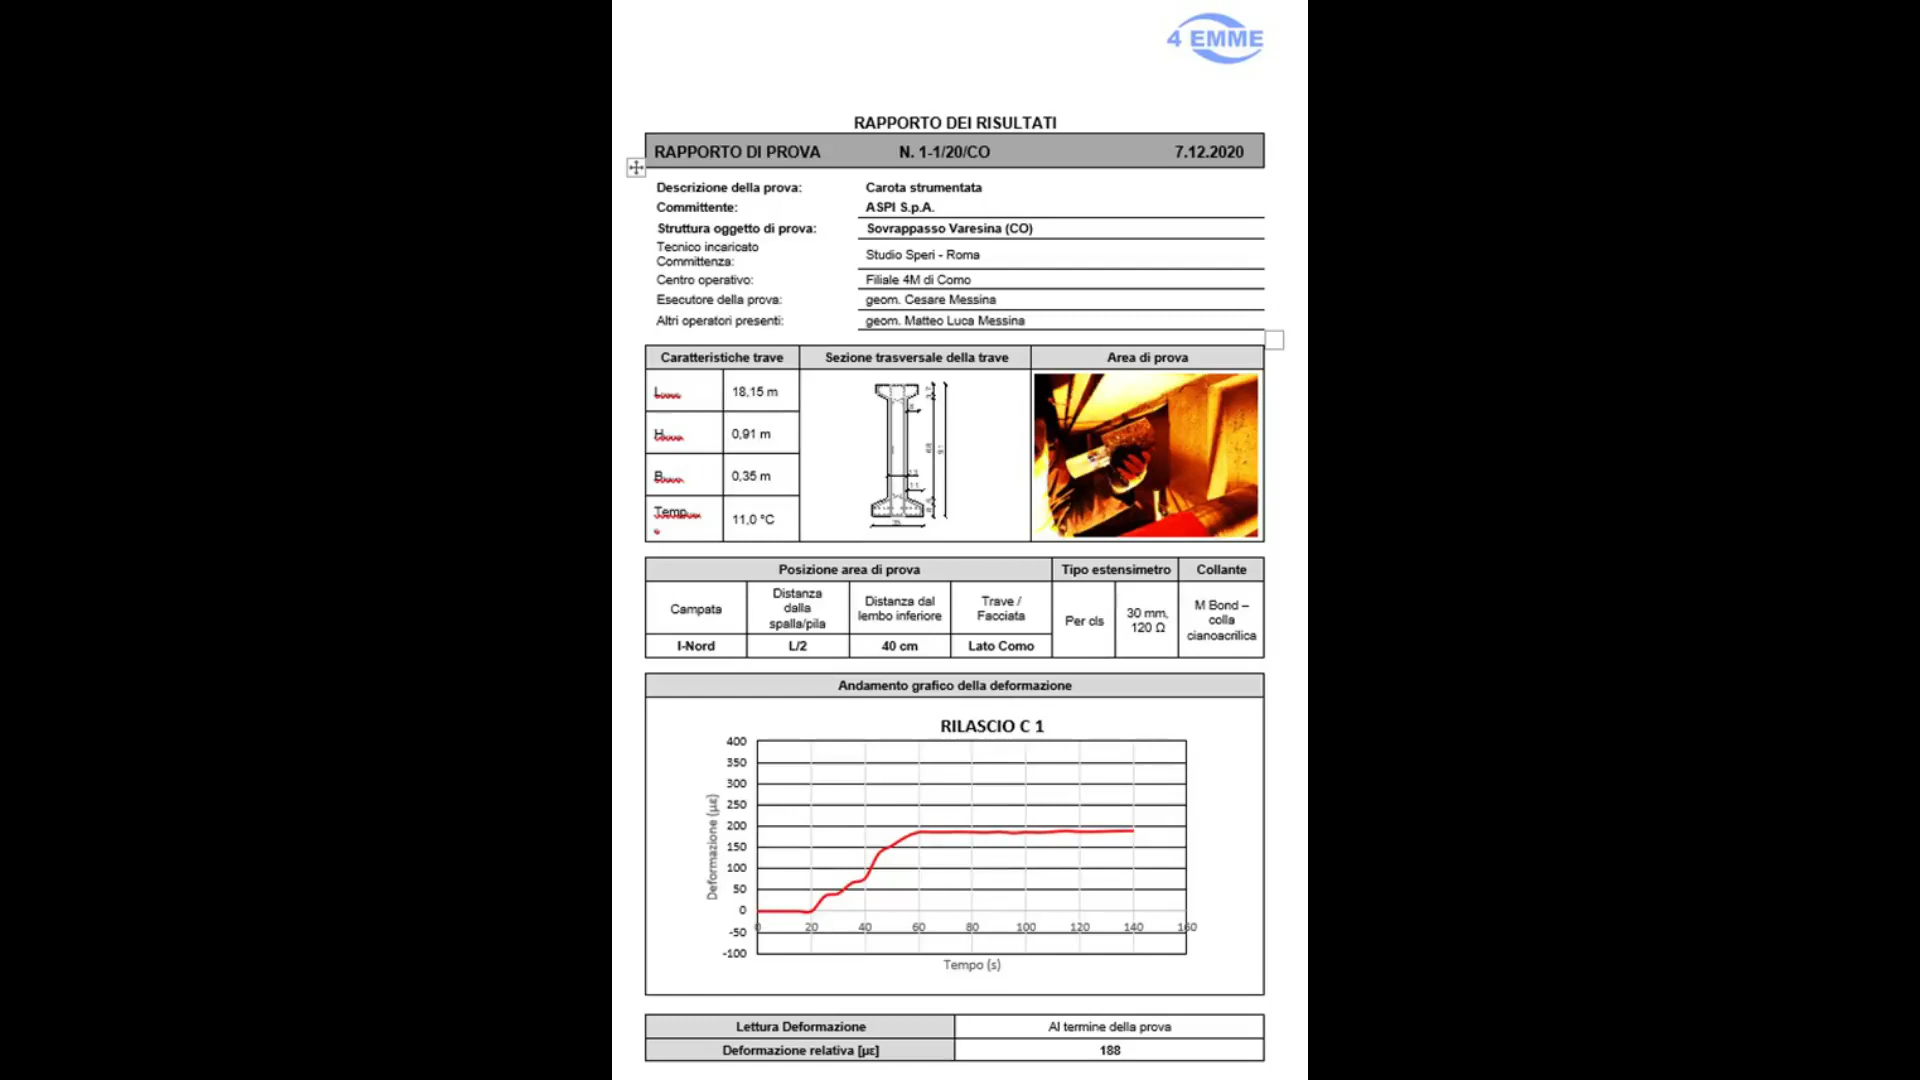 4 EMME
RAPPORTO DEI RISULTATI
RAPPORTO DI PROVA N. 1-1/20/CO 7.12.2020
Descrizione della prova: Carota strumentata
Committente: ASPI S.p.A.
Struttura oggetto di prova: Sovrappasso Varesina (CO)
Tecnico incaricato
Committenza: Studio Speri - Roma
Centro operativo: Filiale 4M di Como
Esecutore della prova: geom. Cesare Messina
Altri operatori presenti: geom. Matteo Luca Messina
Caratteristiche trave Sezione trasversale della trave Area di prova
L 18,15 m
H 0,91 m
B 0,35 m
Temp 11,0 °C
Posizione area di prova Tipo estensimetro Collante
Campata Distanza dalla spalla/pila Distanza dal lembo inferiore Trave / Facciata Per cls 30 mm, 120 Ω M Bond – colla cianoacrilica
I-Nord L/2 40 cm Lato Como
Andamento grafico della deformazione
RILASCIO C 1
Deformazione (µε)
400
350
300
250
200
150
100
50
0
-50
-100
0 20 40 60 80 100 120 140 160
Tempo (s)
Lettura Deformazione Al termine della prova
Deformazione relativa [µε] 188